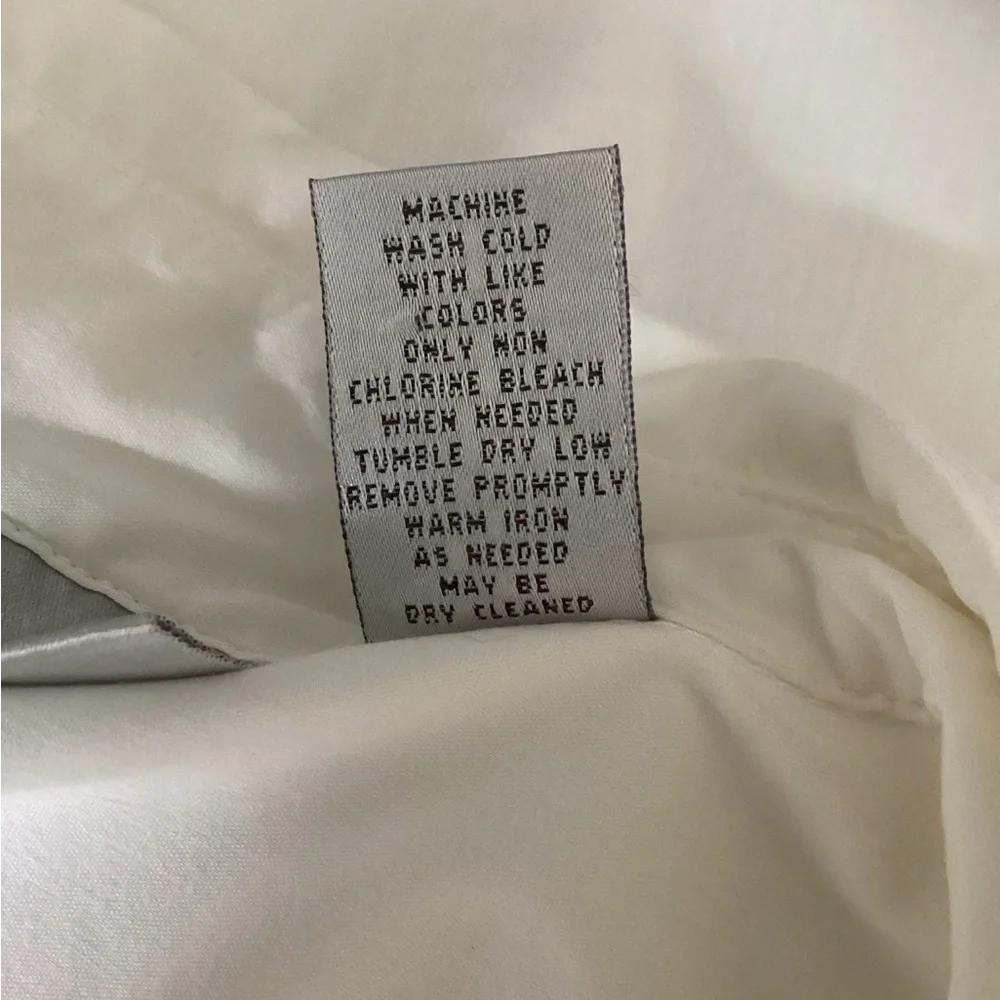 MACHINE
WASH COLD
WITH LIKE
COLORS
ONLY NON
CHLORINE BLEACH
WHEN NEEDED
TUMBLE DRY LOW
REMOVE PROMPTLY
WARM IRON
AS NEEDED
MAY BE
DRY CLEANED